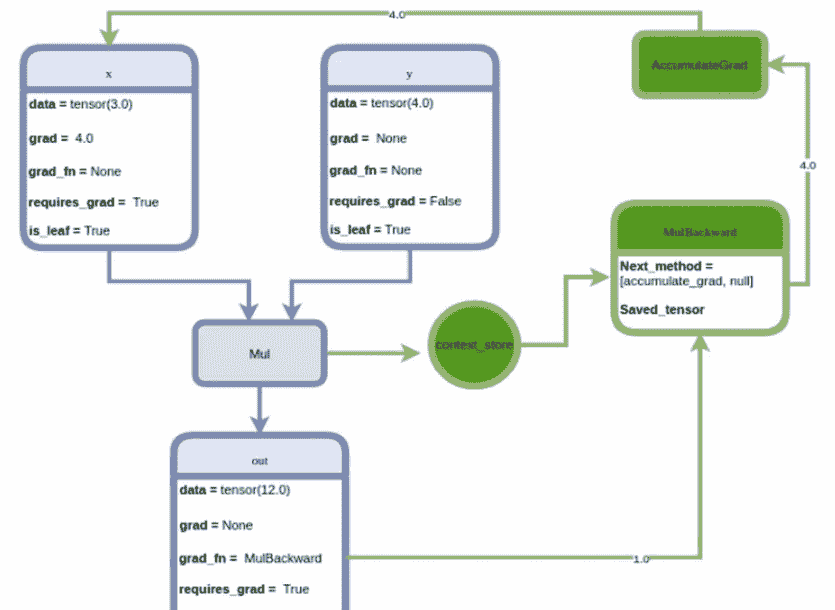 4.0
x
data = tensor(3.0)
grad = 4.0
grad_fn = None
requires_grad = True
is_leaf = True
y
data = tensor(4.0)
grad = None
grad_fn = None
requires_grad = False
is_leaf = True
AccumulateGrad
4.0
MulBackward
Next_method =
[accumulate_grad, null]
Saved_tensor
Mul
context_store
out
data = tensor(12.0)
grad = None
grad_fn = MulBackward
requires_grad = True
1.0